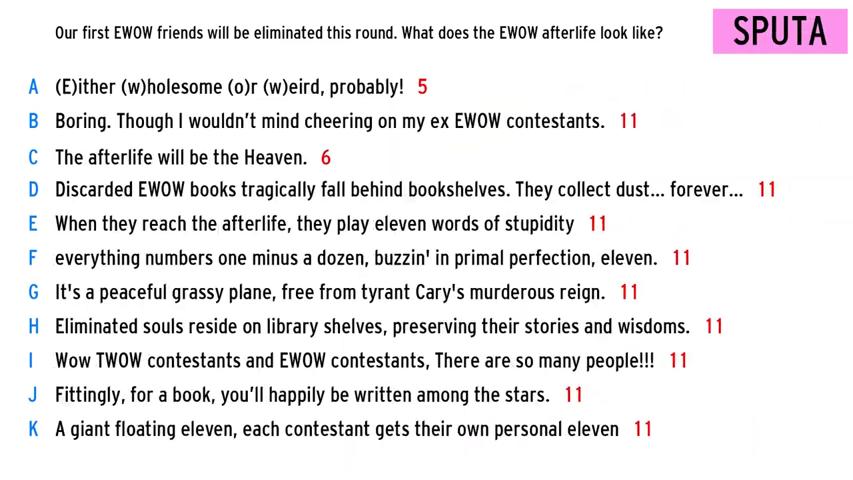 Our first EWOW friends will be eliminated this round. What does the EWOW afterlife look like?
SPUTA
A (E)ither (w)holesome (o)r (w)eird, probably! 5
B Boring. Though I wouldn't mind cheering on my ex EWOW contestants. 11
C The afterlife will be the Heaven. 6
D Discarded EWOW books tragically fall behind bookshelves. They collect dust... forever... 11
E When they reach the afterlife, they play eleven words of stupidity 11
F everything numbers one minus a dozen, buzzin' in primal perfection, eleven. 11
G It's a peaceful grassy plane, free from tyrant Cary's murderous reign. 11
H Eliminated souls reside on library shelves, preserving their stories and wisdoms. 11
I Wow TWOW contestants and EWOW contestants, There are so many people!!! 11
J Fittingly, for a book, you'll happily be written among the stars. 11
K A giant floating eleven, each contestant gets their own personal eleven 11